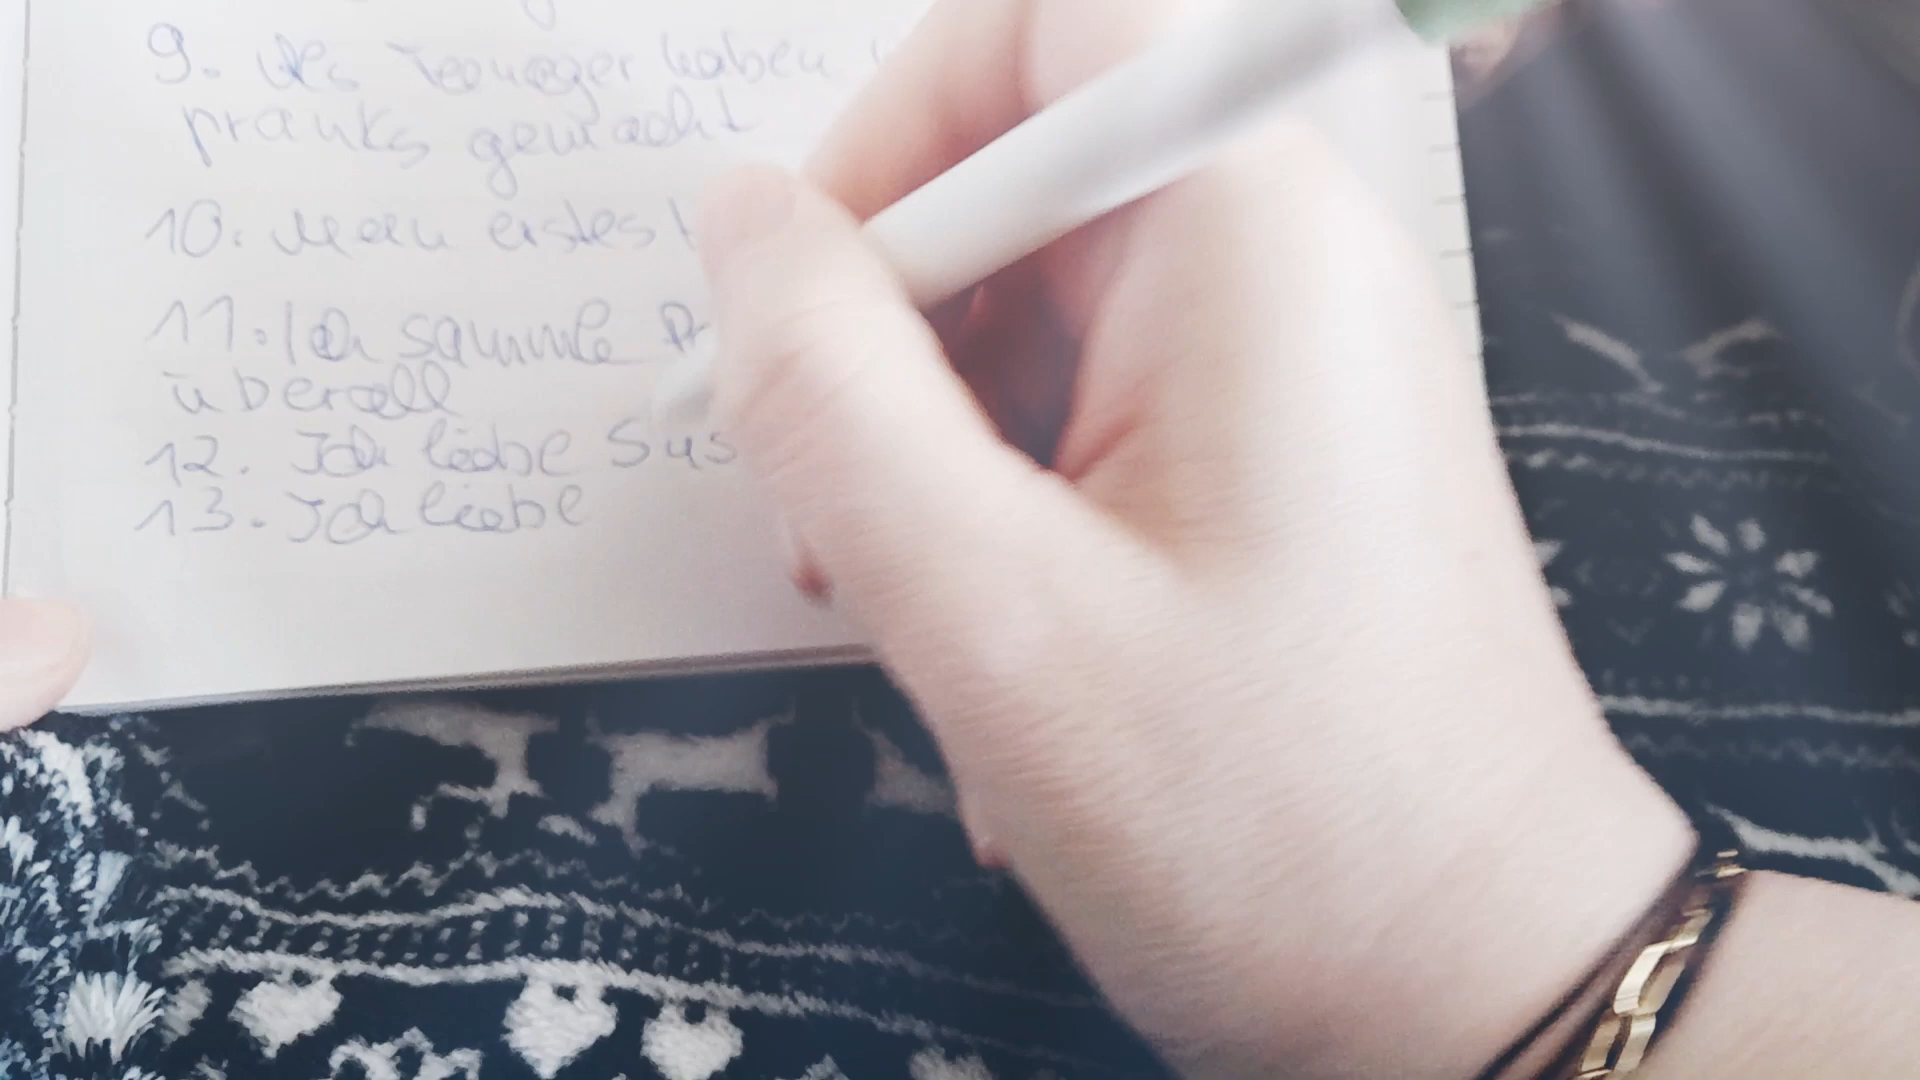 9. Als Teenager haben
pranks gemacht
10. Mein erstes
11. Ich sammle
überall
12. Ich liebe Sus
13. Ich liebe